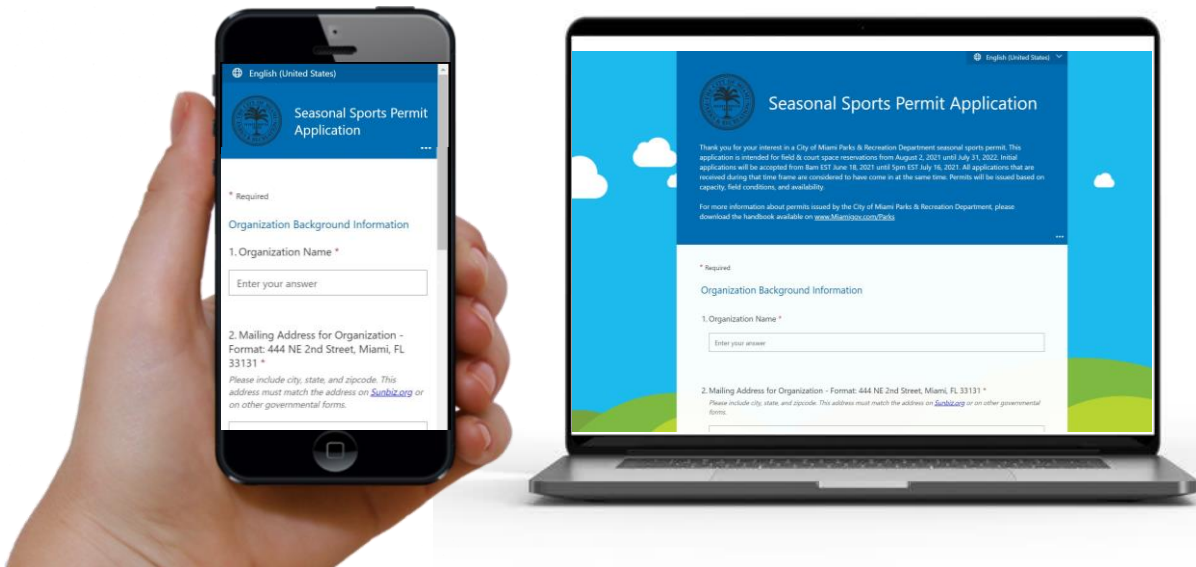 English (United States)
Seasonal Sports Permit
Application
* Required
Organization Background Information
1. Organization Name *
Enter your answer
2. Mailing Address for Organization -
Format: 444 NE 2nd Street, Miami, FL
33131 *
Please include city, state, and zipcode. This
address must match the address on Sunbiz.org or
on other governmental forms.
English (United States)
Seasonal Sports Permit Application
Thank you for your interest in a City of Miami Parks & Recreation Department seasonal sports permit. This
application is intended for field & court space reservations from August 2, 2021 until July 31, 2022. Initial
applications will be accepted from 8am EST June 18, 2021 until 5pm EST July 16, 2021. All applications that are
received during that time frame are considered to have come in at the same time. Permits will be issued based on
capacity, field conditions, and availability.
For more information about permits issued by the City of Miami Parks & Recreation Department, please
download the handbook available on www.Miamigov.com/Parks
* Required
Organization Background Information
1. Organization Name *
Enter your answer
2. Mailing Address for Organization - Format: 444 NE 2nd Street, Miami, FL 33131 *
Please include city, state, and zipcode. This address must match the address on Sunbiz.org or on other governmental
forms.